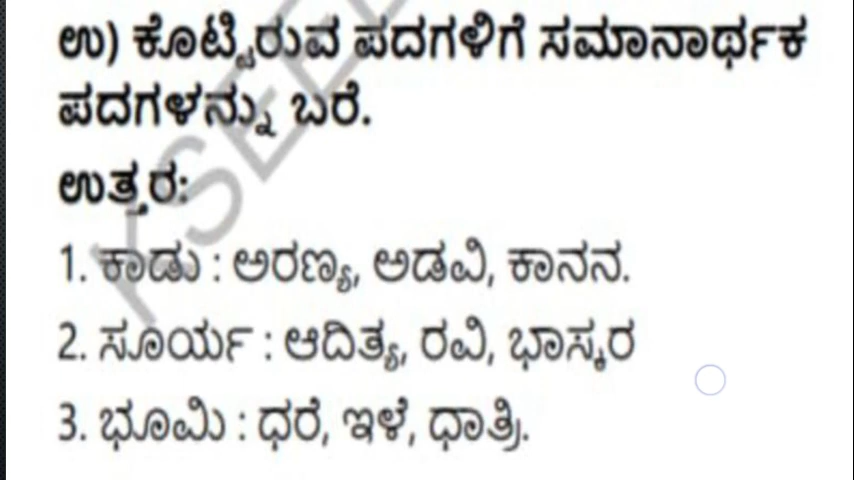 ಉ) ಕೊಟ್ಟಿರುವ ಪದಗಳಿಗೆ ಸಮಾನಾರ್ಥಕ
ಪದಗಳನ್ನು ಬರೆ.
ಉತ್ತರ:
1. ಕಾಡು : ಅರಣ್ಯ, ಅಡವಿ, ಕಾನನ.
2. ಸೂರ್ಯ : ಆದಿತ್ಯ, ರವಿ, ಭಾಸ್ಕರ
3. ಭೂಮಿ : ಧರೆ, ಇಳೆ, ಧಾತ್ರಿ.